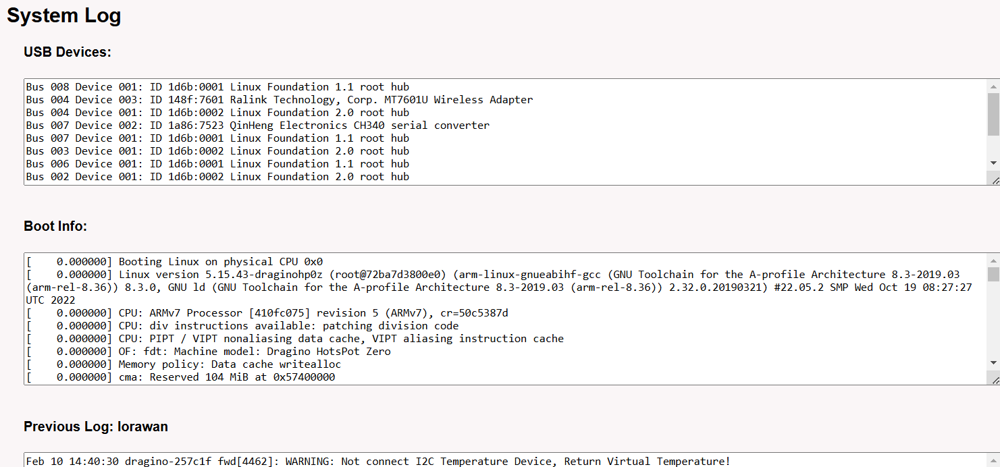 System Log
USB Devices:
Bus 008 Device 001: ID 1d6b:0001 Linux Foundation 1.1 root hub
Bus 004 Device 003: ID 148f:7601 Ralink Technology, Corp. MT7601U Wireless Adapter
Bus 004 Device 001: ID 1d6b:0002 Linux Foundation 2.0 root hub
Bus 007 Device 002: ID 1a86:7523 QinHeng Electronics CH340 serial converter
Bus 007 Device 001: ID 1d6b:0001 Linux Foundation 1.1 root hub
Bus 003 Device 001: ID 1d6b:0002 Linux Foundation 2.0 root hub
Bus 006 Device 001: ID 1d6b:0001 Linux Foundation 1.1 root hub
Bus 002 Device 001: ID 1d6b:0002 Linux Foundation 2.0 root hub
Boot Info:
[    0.000000] Booting Linux on physical CPU 0x0
[    0.000000] Linux version 5.15.43-draginohp0z (root@72ba7d3800e0) (arm-linux-gnueabihf-gcc (GNU Toolchain for the A-profile Architecture 8.3-2019.03
(arm-rel-8.36)) 8.3.0, GNU ld (GNU Toolchain for the A-profile Architecture 8.3-2019.03 (arm-rel-8.36)) 2.32.0.20190321) #22.05.2 SMP Wed Oct 19 08:27:27
UTC 2022
[    0.000000] CPU: ARMv7 Processor [410fc075] revision 5 (ARMv7), cr=50c5387d
[    0.000000] CPU: div instructions available: patching division code
[    0.000000] CPU: PIPT / VIPT nonaliasing data cache, VIPT aliasing instruction cache
[    0.000000] OF: fdt: Machine model: Dragino HotsPot Zero
[    0.000000] Memory policy: Data cache writealloc
[    0.000000] cma: Reserved 104 MiB at 0x57400000
Previous Log: lorawan
Feb 10 14:40:30 dragino-257c1f fwd[4462]: WARNING: Not connect I2C Temperature Device, Return Virtual Temperature!